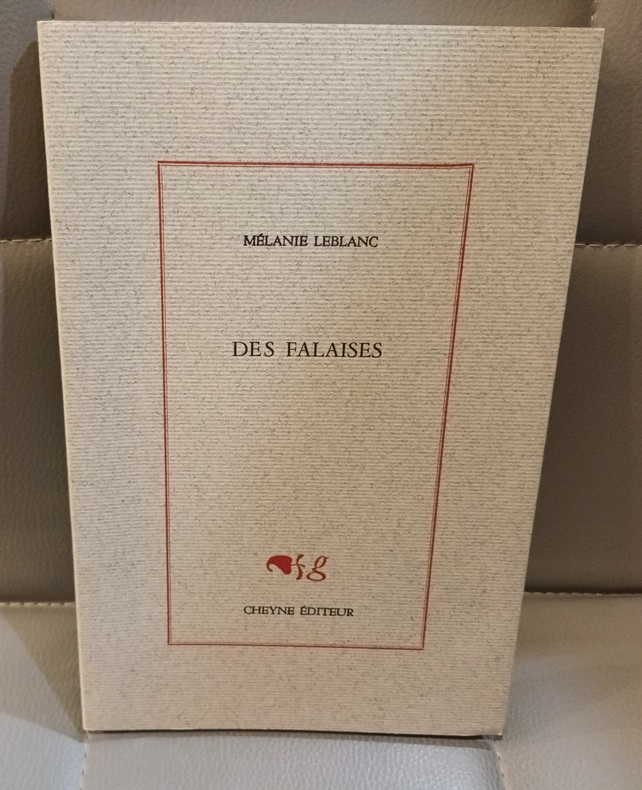 MÉLANIE LEBLANC
DES FALAISES
CHEYNE ÉDITEUR